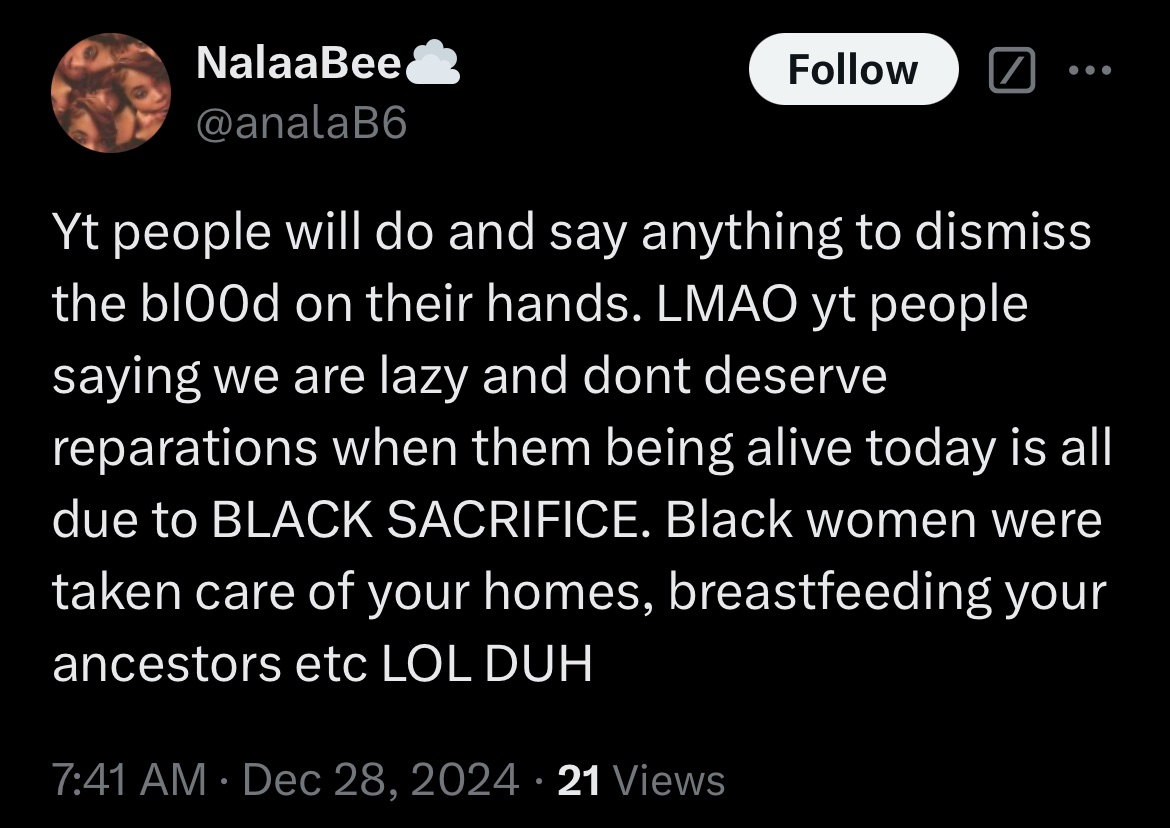 NalaaBee
Follow
@analaB6
Yt people will do and say anything to dismiss
the bl00d on their hands. LMAO yt people
saying we are lazy and dont deserve
reparations when them being alive today is all
due to BLACK SACRIFICE. Black women were
taken care of your homes, breastfeeding your
ancestors etc LOL DUH
7:41 AM · Dec 28, 2024 · 21 Views